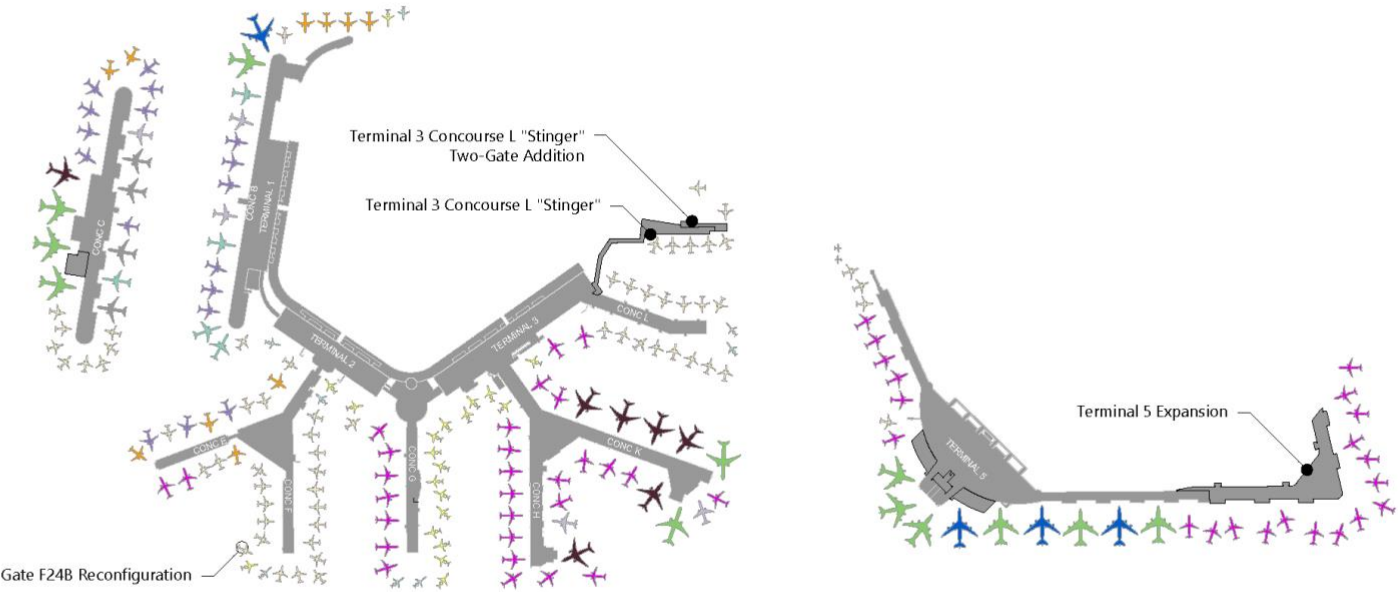 Terminal 3 Concourse L "Stinger"
Two-Gate Addition
Terminal 3 Concourse L "Stinger"
CONC C
CONC B
TERMINAL 1
TERMINAL 2
TERMINAL 3
CONC L
CONC E
CONC F
CONC G
CONC H
CONC K
Gate F24B Reconfiguration
TERMINAL 5
Terminal 5 Expansion